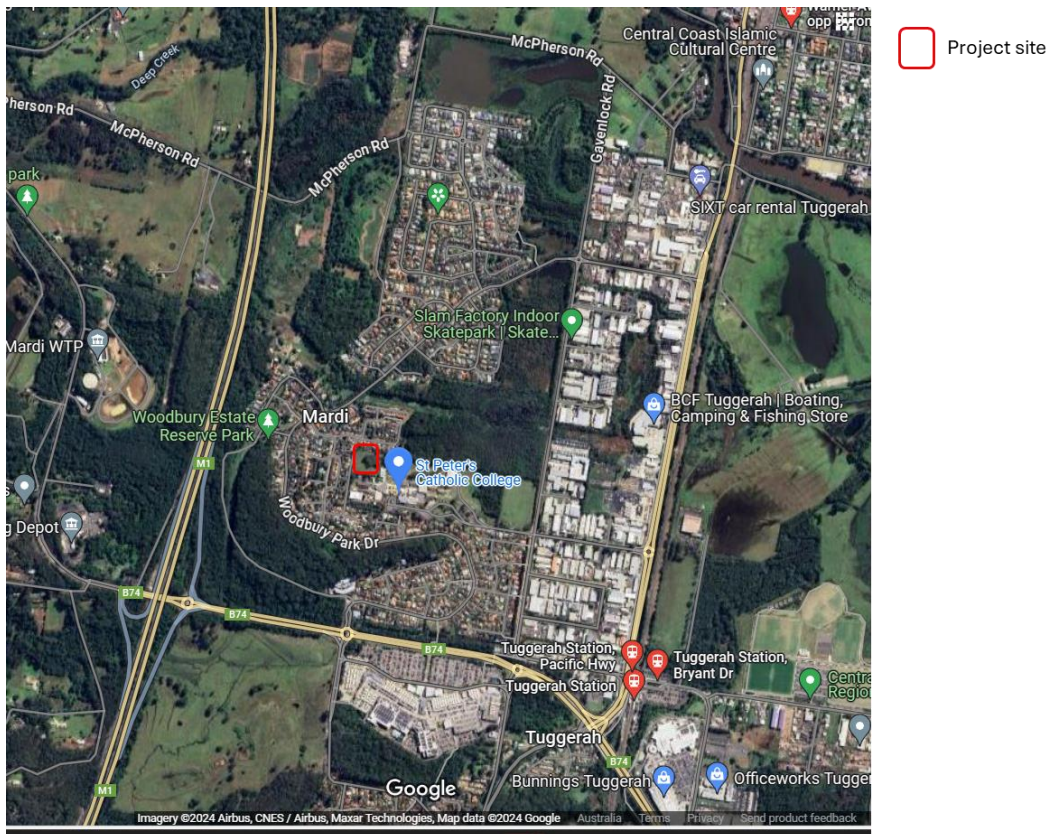 Central Coast Islamic
Cultural Centre
Project site
McPherson Rd
Deep Creek
McPherson Rd
Gavenlock Rd
McPherson Rd
park
SIXT car rental Tuggerah
Slam Factory Indoor
Skatepark | Skate...
Mardi WTP
BCF Tuggerah | Boating,
Camping & Fishing Store
Woodbury Estate
Reserve Park
Mardi
M1
St Peter's
Catholic College
Woodbury Park Dr
g Depot
B74
B74
B74
Tuggerah Station,
Pacific Hwy
Tuggerah Station,
Bryant Dr
Tuggerah Station
Tuggerah
B74
Bunnings Tuggerah
Officeworks Tugger
M1
Google
Imagery ©2024 Airbus, CNES / Airbus, Maxar Technologies, Map data ©2024 Google
Australia
Terms
Privacy
Send product feedback